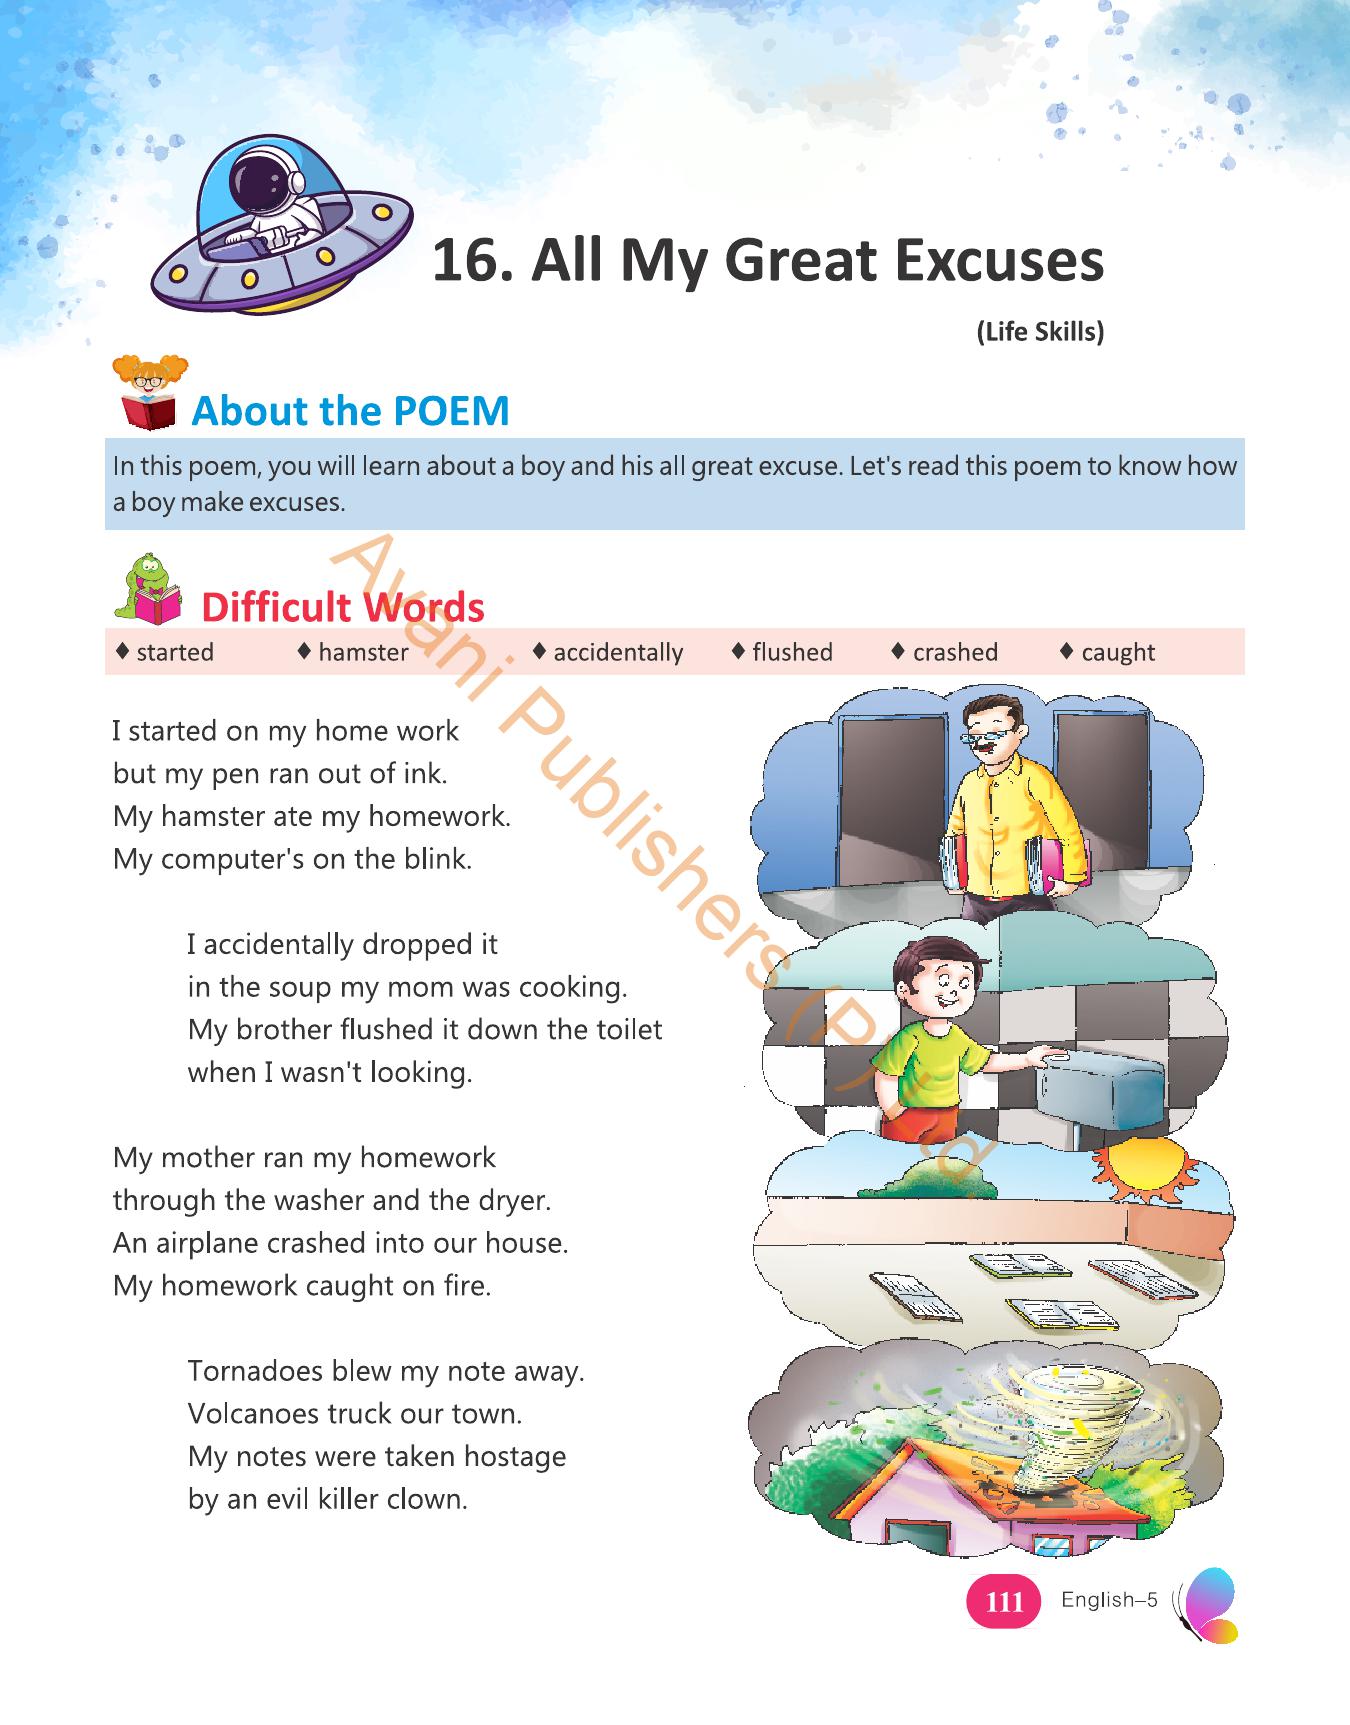 16. All My Great Excuses
(Life Skills)
About the POEM
In this poem, you will learn about a boy and his all great excuse. Let's read this poem to know how
a boy make excuses.
Difficult Words
♦ started ♦ hamster ♦ accidentally ♦ flushed ♦ crashed ♦ caught
I started on my home work
but my pen ran out of ink.
My hamster ate my homework.
My computer's on the blink.
I accidentally dropped it
in the soup my mom was cooking.
My brother flushed it down the toilet
when I wasn't looking.
My mother ran my homework
through the washer and the dryer.
An airplane crashed into our house.
My homework caught on fire.
Tornadoes blew my note away.
Volcanoes truck our town.
My notes were taken hostage
by an evil killer clown.
Avani Publishers (P) Ltd.
111 English–5